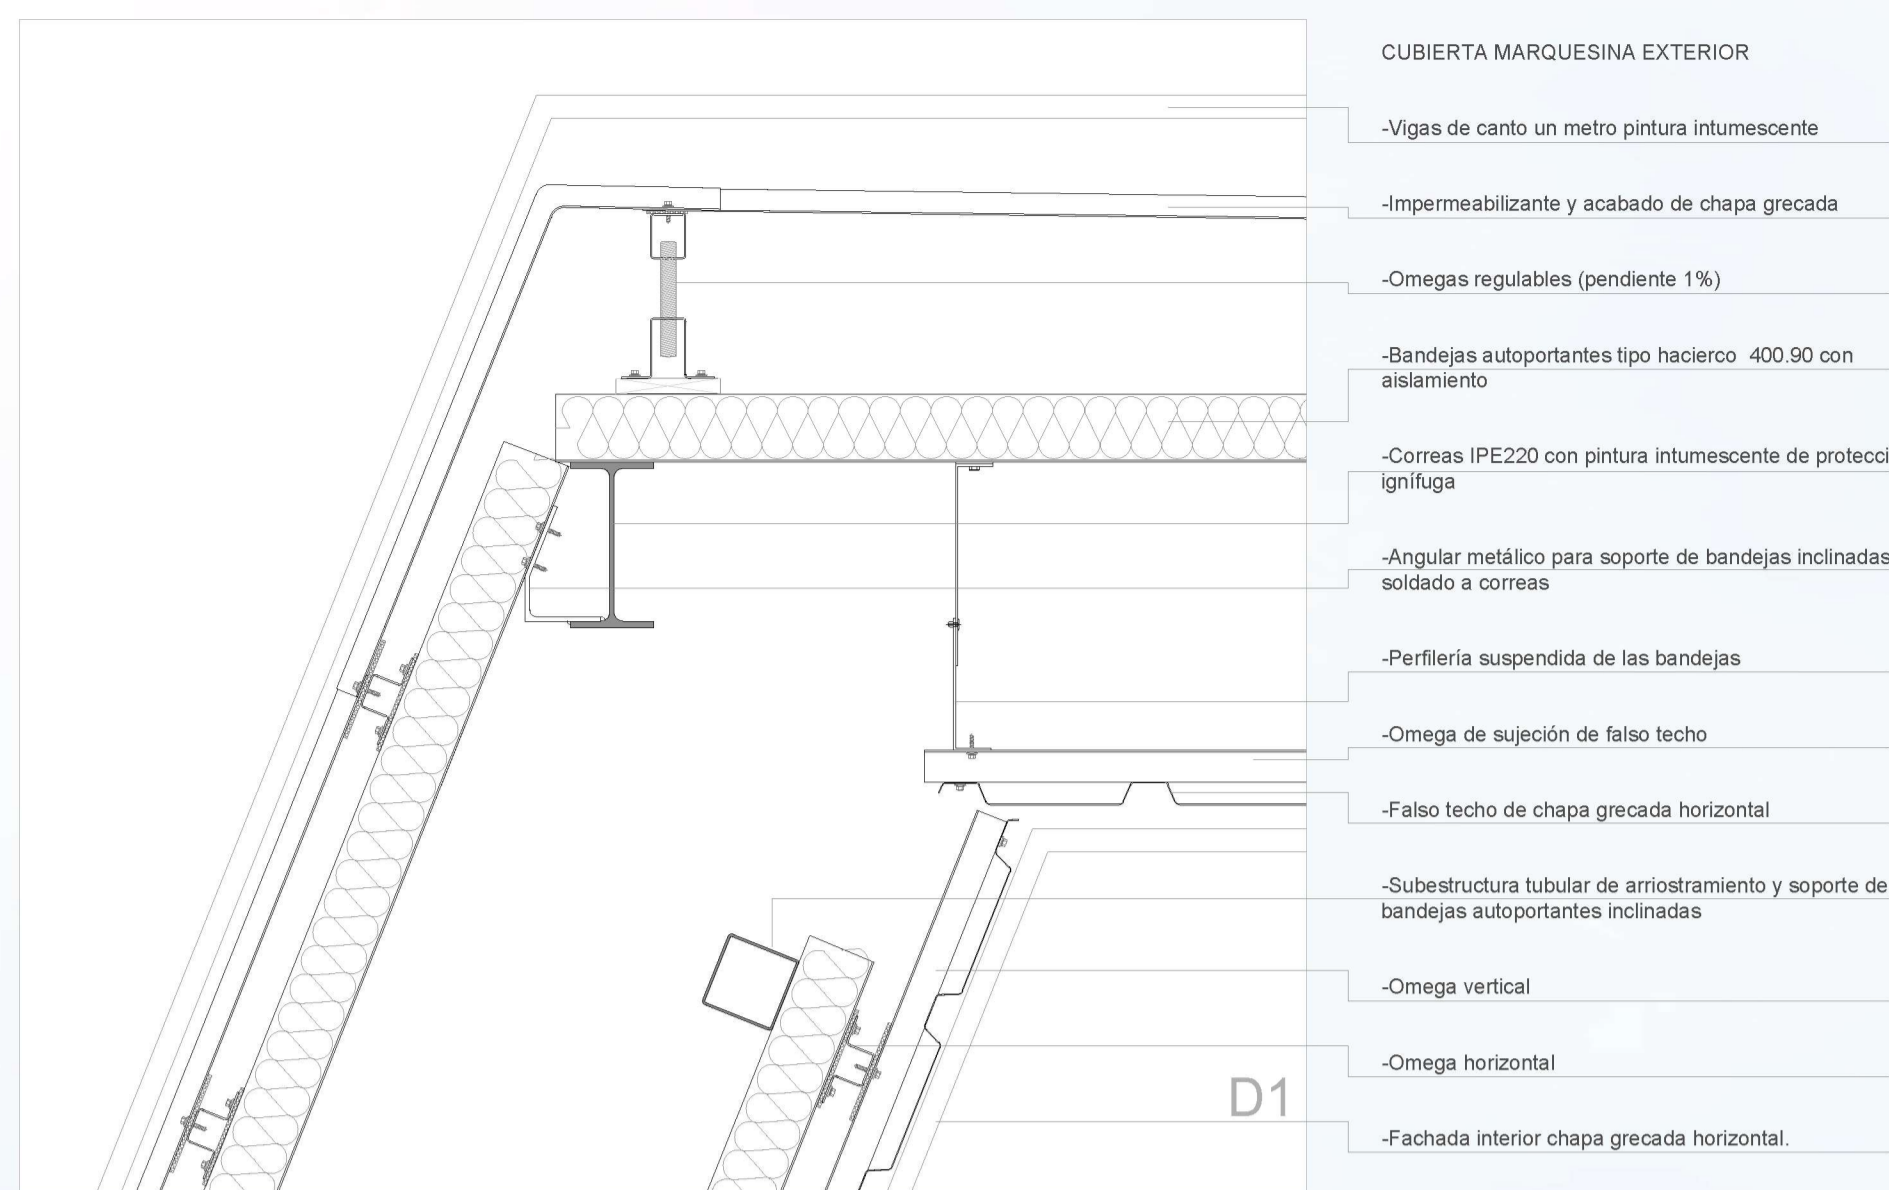 CUBIERTA MARQUESINA EXTERIOR
-Vigas de canto un metro pintura intumescente
-Impermeabilizante y acabado de chapa grecada
-Omegas regulables (pendiente 1%)
-Bandejas autoportantes tipo hacierco 400.90 con
aislamiento
-Correas IPE220 con pintura intumescente de protecci
ignífuga
-Angular metálico para soporte de bandejas inclinadas
soldado a correas
-Perfilería suspendida de las bandejas
-Omega de sujeción de falso techo
-Falso techo de chapa grecada horizontal
-Subestructura tubular de arriostramiento y soporte de
bandejas autoportantes inclinadas
-Omega vertical
-Omega horizontal
D1
-Fachada interior chapa grecada horizontal.